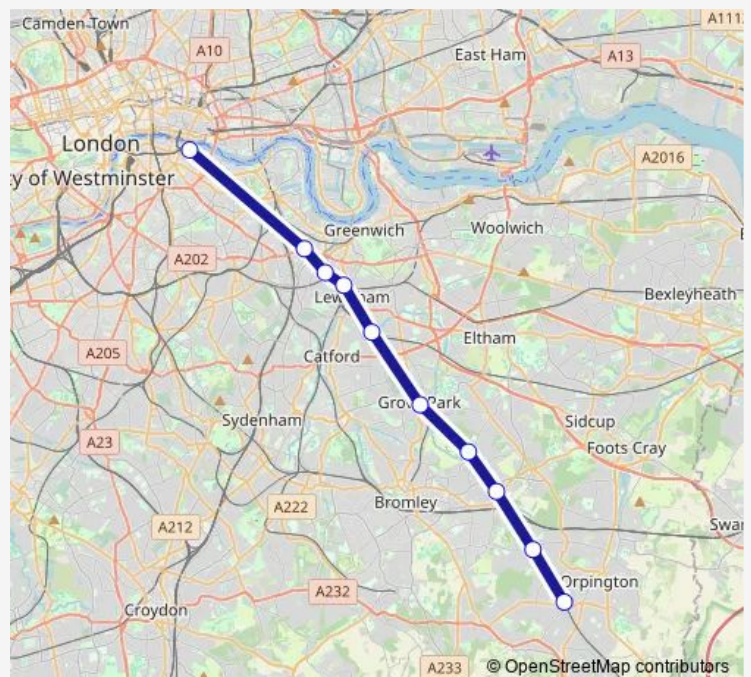 Camden Town
A10
East Ham
A13
A111
London
ty of Westminster
A2016
Greenwich
Woolwich
A202
Bexleyheath
Catford
A205
Eltham
Sydenham
A23
Sidcup
Foots Cray
A222
Bromley
A212
Swan
A232
Orpington
Croydon
A233
© OpenStreetMap contributors